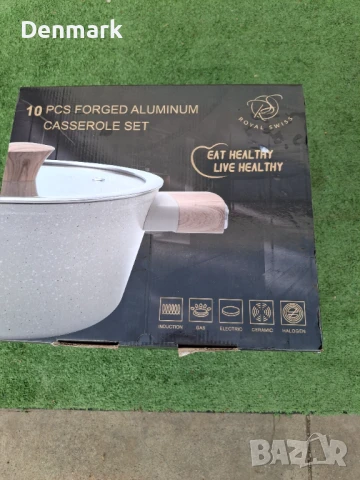 Denmark
10 PCS FORGED ALUMINUM
CASSEROLE SET
ROYAL SWISS
EAT HEALTHY
LIVE HEALTHY
INDUCTION GAS ELECTRIC CERAMIC HALOGEN
BAZAR